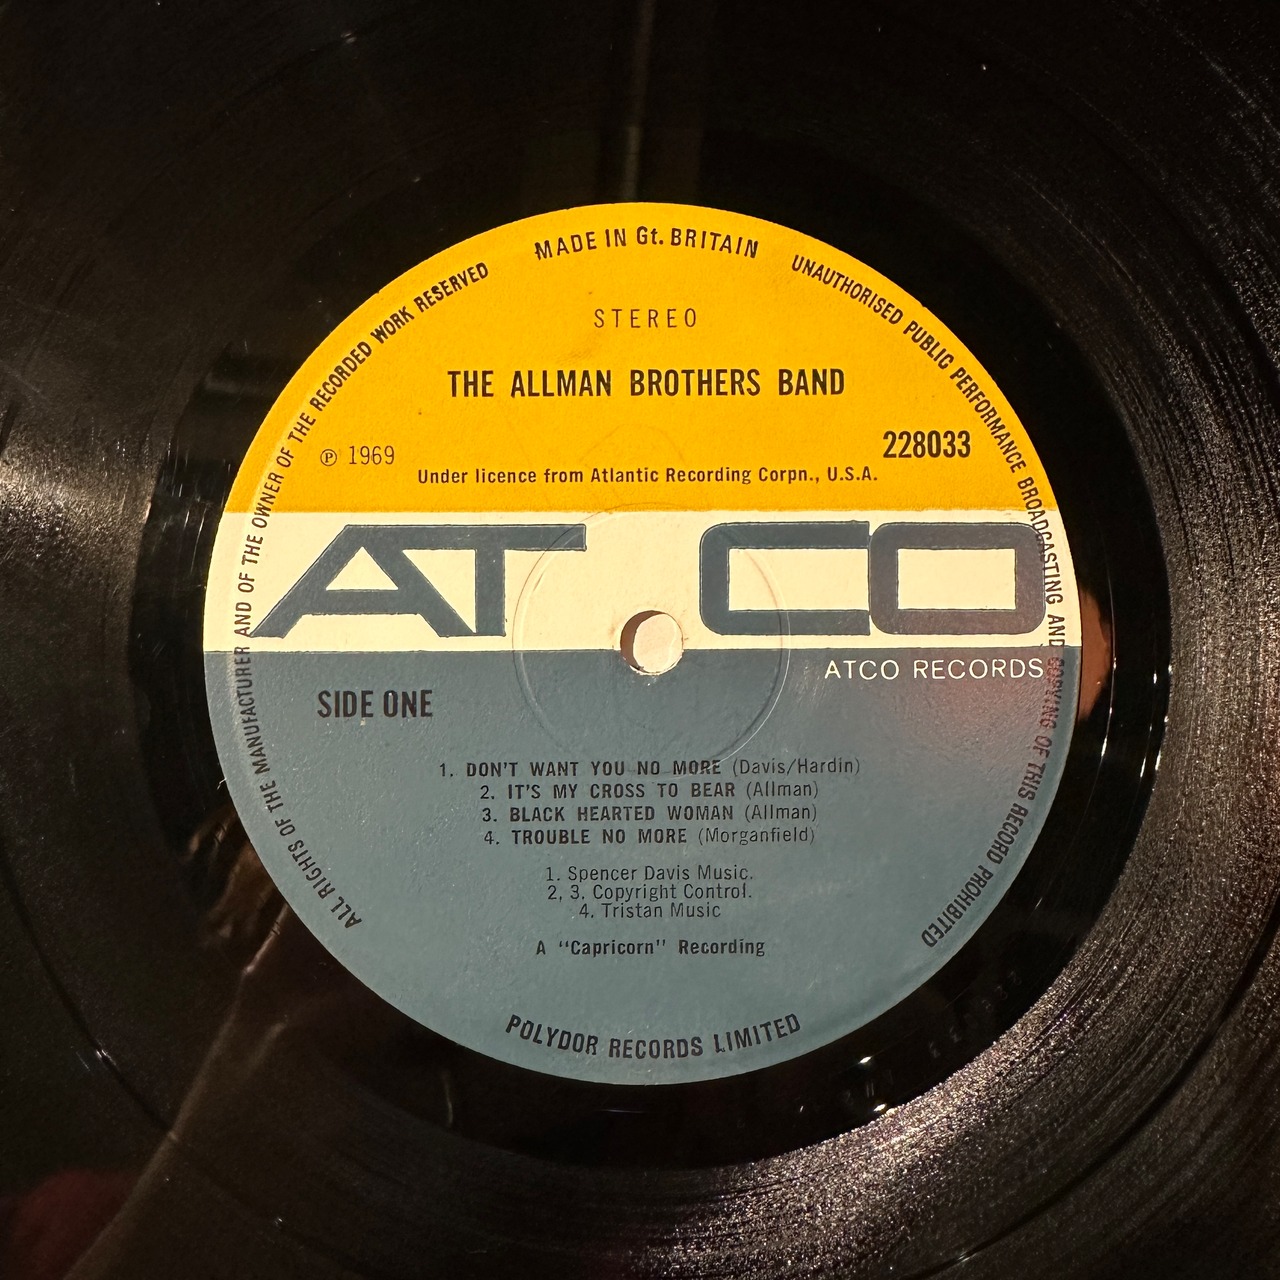 MADE IN Gt. BRITAIN
UNAUTHORISED PUBLIC PERFORMANCE BROADCASTING AND COPYING OF THIS RECORD PROHIBITED
ALL RIGHTS OF THE MANUFACTURER AND OF THE OWNER OF THE RECORDED WORK RESERVED
STEREO
THE ALLMAN BROTHERS BAND
℗ 1969
228033
Under licence from Atlantic Recording Corpn., U.S.A.
ATCO
ATCO RECORDS
SIDE ONE
1. DON'T WANT YOU NO MORE (Davis/Hardin)
2. IT'S MY CROSS TO BEAR (Allman)
3. BLACK HEARTED WOMAN (Allman)
4. TROUBLE NO MORE (Morganfield)
1. Spencer Davis Music.
2, 3. Copyright Control.
4. Tristan Music
A "Capricorn" Recording
POLYDOR RECORDS LIMITED